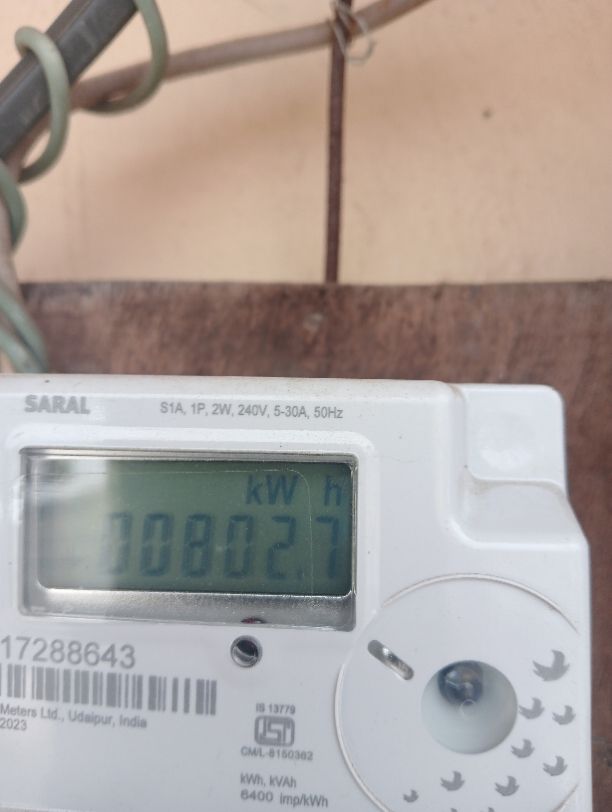 SARAL S1A, 1P, 2W, 240V, 5-30A, 50Hz
kW h
00802.7
17288643
Meters Ltd., Udaipur, India
2023
IS 13779
ISI
CM/L-8150362
kWh, kVAh
6400 imp/kWh